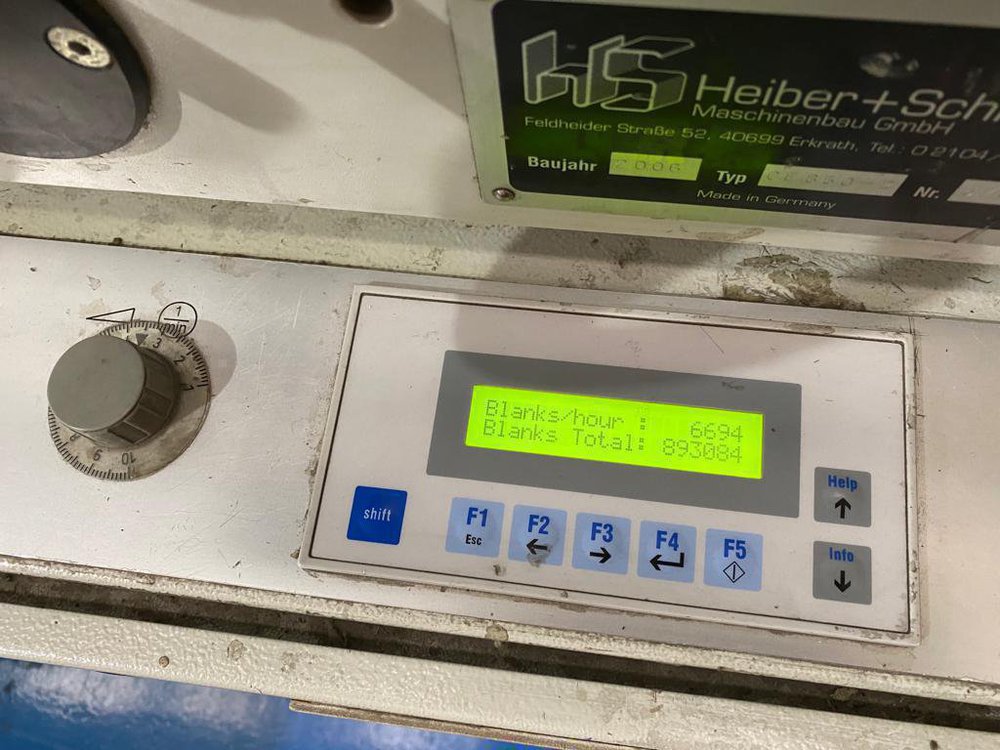 HS
Heiber+Sch
Maschinenbau GmbH
Feldheider Straße 52, 40699 Erkrath, Tel.: 02104/
Baujahr 2006 Typ Nr.
Made in Germany
1
min
3
2
9
10
Blanks/hour : 6694
Blanks Total: 893084
shift
F1
Esc
F2
F3
F4
F5
Help
Info